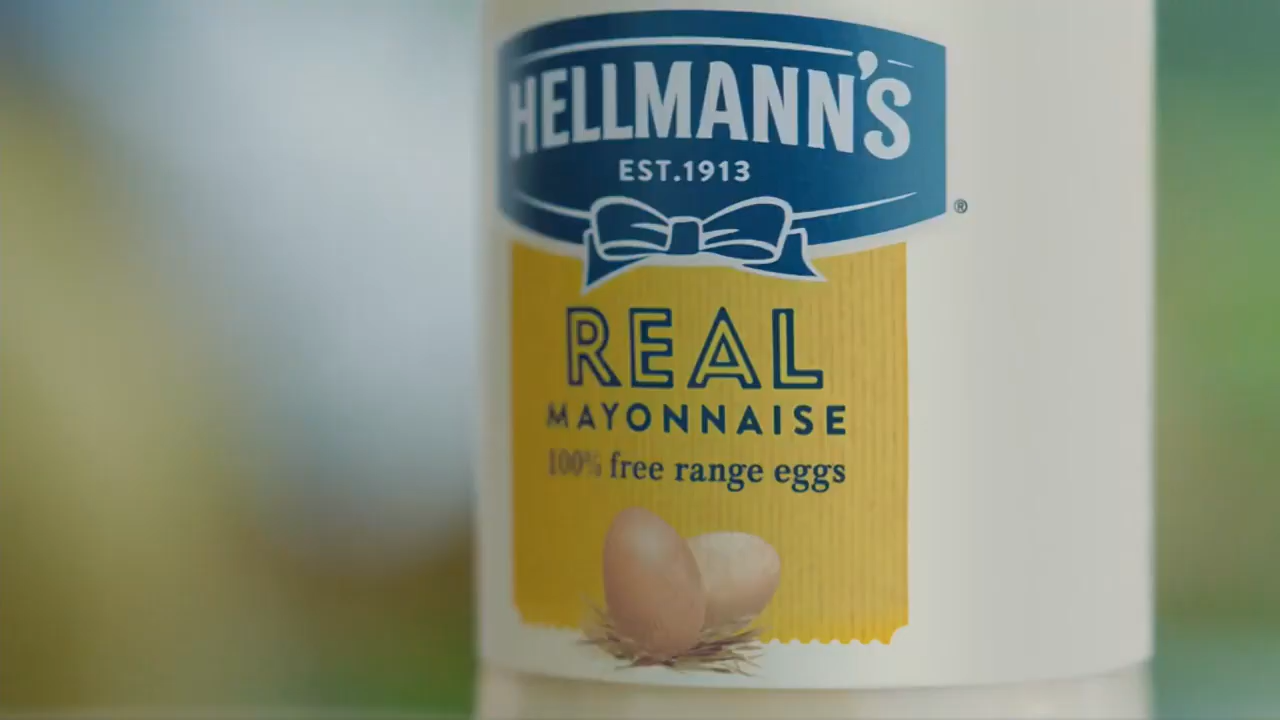 HELLMANN'S
EST.1913
®
REAL
MAYONNAISE
100% free range eggs